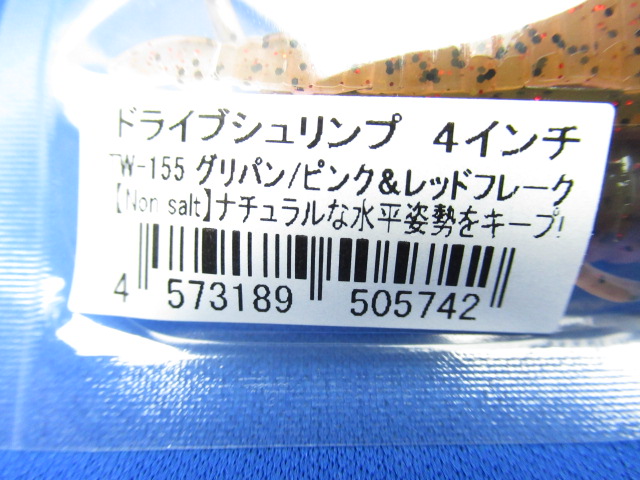 ドライブシュリンプ 4インチ
TW-155 グリパン/ピンク&レッドフレーク
【Non salt】ナチュラルな水平姿勢をキープ!
4 573189 505742